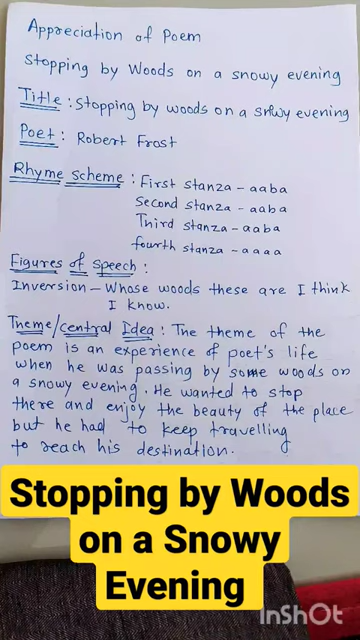 Appreciation of Poem
Stopping by Woods on a snowy evening
Title : Stopping by woods on a snowy evening
Poet : Robert Frost
Rhyme scheme : First stanza - aaba
Second stanza - aaba
Third stanza - aaba
fourth stanza - aaaa
Figures of Speech :
Inversion - Whose woods these are I think
I know.
Theme/central Idea : The theme of the
poem is an experience of poet's life
when he was passing by some woods on
a snowy evening. He wanted to stop
there and enjoy the beauty of the place
but he had to keep travelling
to reach his destination.
Stopping by Woods
on a Snowy
Evening
InShOt